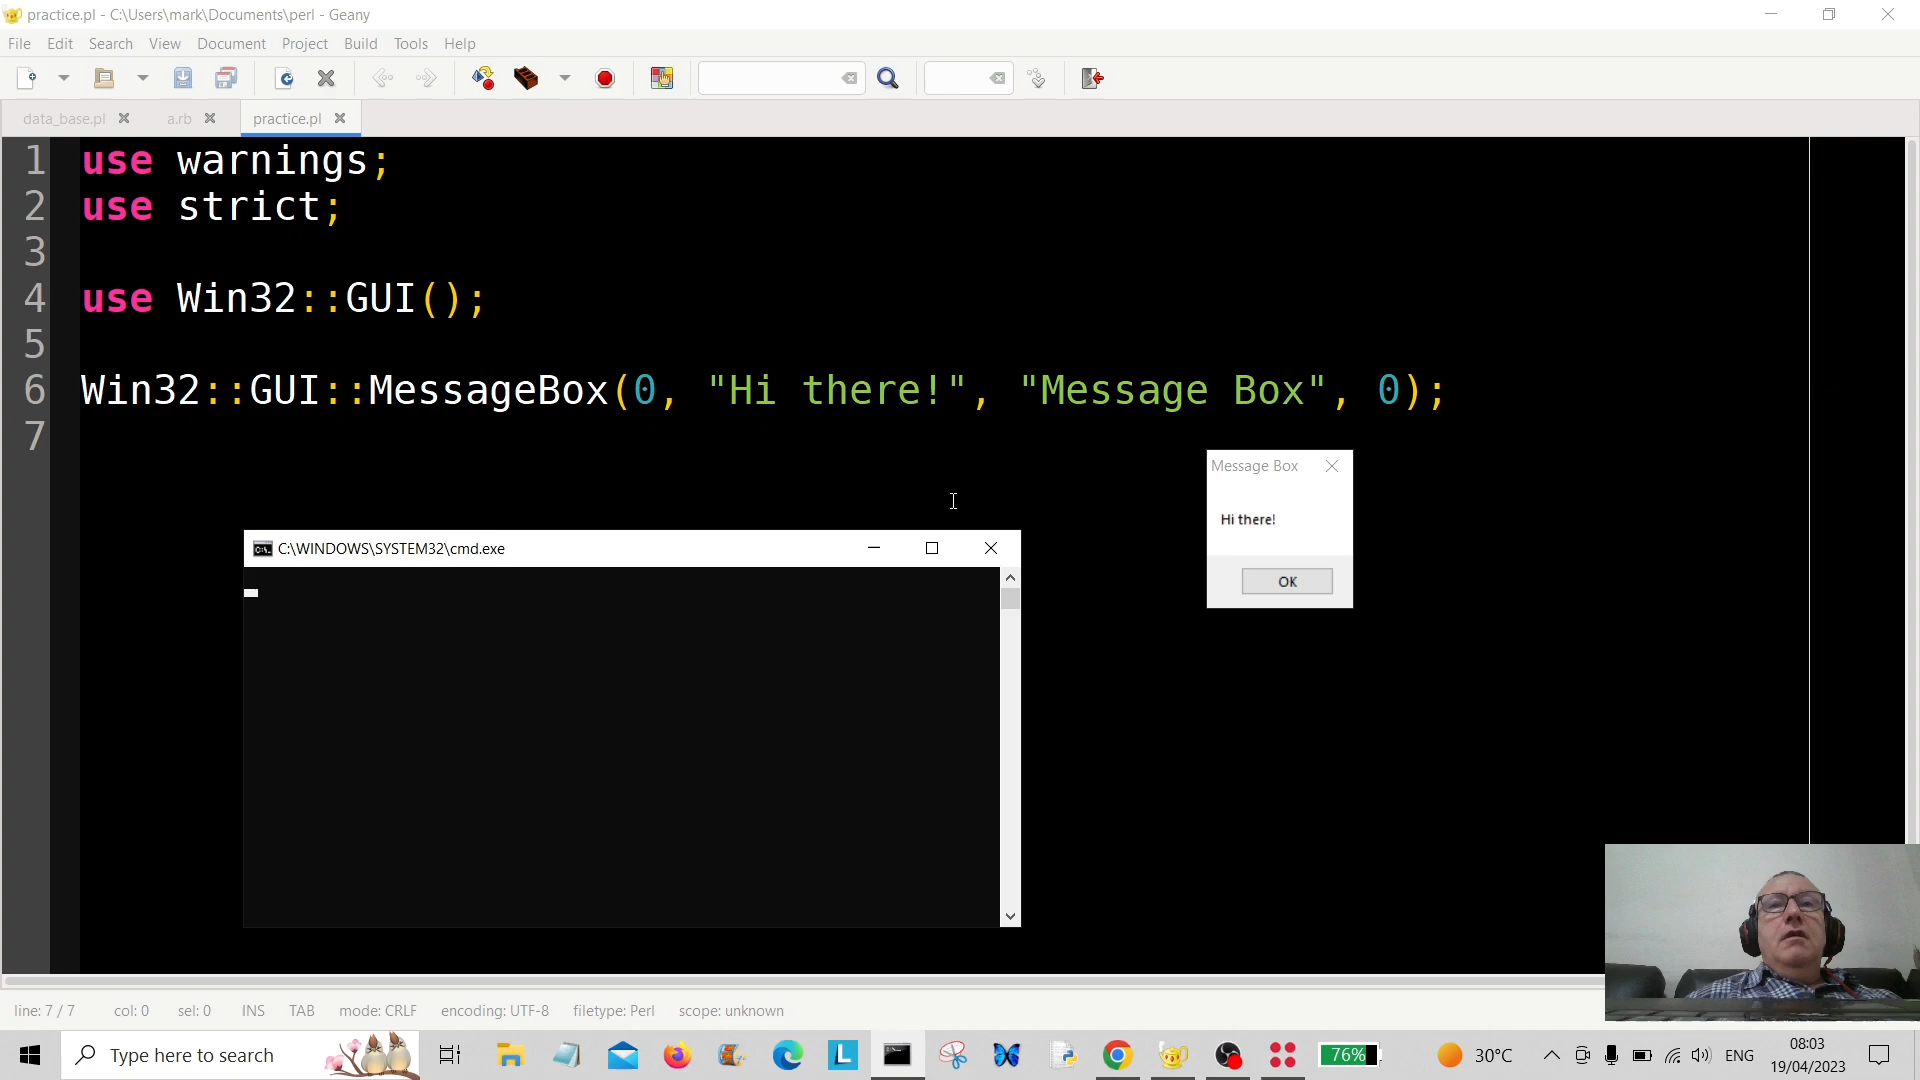 practice.pl - C:\Users\mark\Documents\perl - Geany
File Edit Search View Document Project Build Tools Help
data_base.pl a.rb practice.pl
1 use warnings;
2 use strict;
3
4 use Win32::GUI();
5
6 Win32::GUI::MessageBox(0, "Hi there!", "Message Box", 0);
7
Message Box
Hi there!
OK
C:\WINDOWS\SYSTEM32\cmd.exe
line: 7 / 7 col: 0 sel: 0 INS TAB mode: CRLF encoding: UTF-8 filetype: Perl scope: unknown
Type here to search
L
76%
30°C
ENG
08:03
19/04/2023